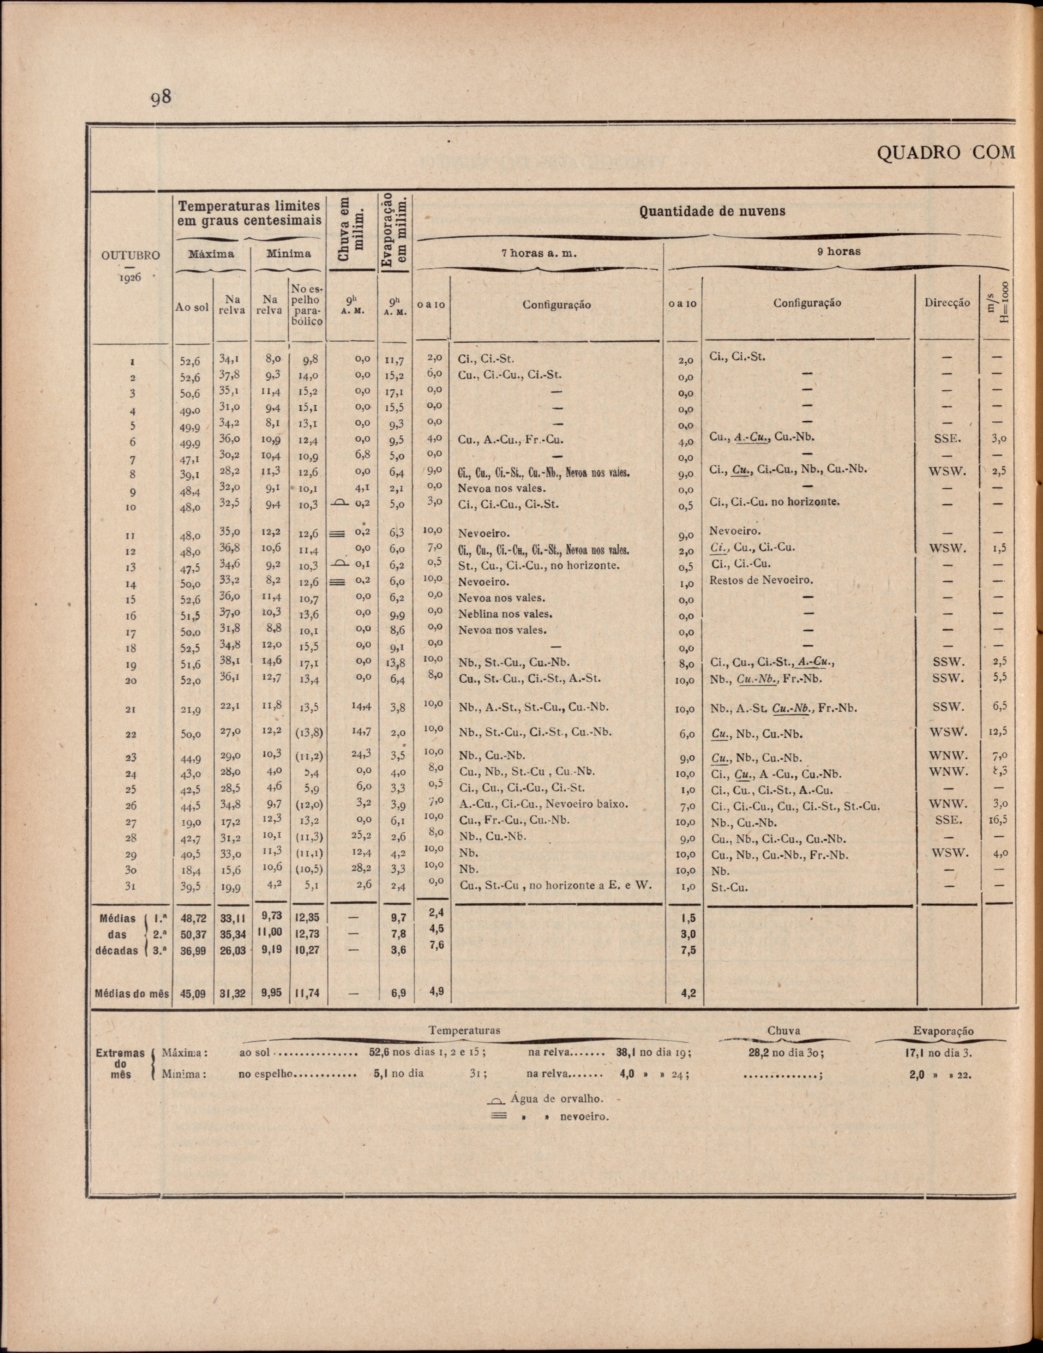 98
QUADRO COM
OUTUBRO
1926
Temperaturas limites
em graus centesimais
Chuva em
milim.
Evaporação
em milim.
Quantidade de nuvens
Máxima Mínima 7 horas a. m. 9 horas
Ao sol Na relva Na relva No espelho parabólico 9h A. M. 9h A. M. 0 a 10 Configuração 0 a 10 Configuração Direcção m/s H=1000
1 52,6 34,1 8,0 9,8 0,0 11,7 2,0 Ci., Ci.-St. 2,0 Ci., Ci.-St. — —
2 52,6 37,8 9,3 14,0 0,0 15,2 6,0 Cu., Ci.-Cu., Ci.-St. 0,0 — — —
3 50,6 35,1 11,4 15,2 0,0 17,1 0,0 — 0,0 — — —
4 49,0 31,0 9,4 15,1 0,0 15,5 0,0 — 0,0 — — —
5 49,9 34,2 8,1 13,1 0,0 9,3 0,0 — 0,0 — — —
6 49,9 36,0 10,9 12,4 0,0 9,5 4,0 Cu., A.-Cu., Fr.-Cu. 4,0 Cu., A.-Cu., Cu.-Nb. SSE. 3,0
7 47,1 30,2 10,4 10,9 6,8 5,0 0,0 — 0,0 — — —
8 39,1 28,2 11,3 12,6 0,0 6,4 9,0 Ci., Cu., Ci.-St., Cu.-Nb., Nevoa nos vales. 9,0 Ci., Cu., Ci.-Cu., Nb., Cu.-Nb. WSW. 2,5
9 48,4 32,0 9,1 10,1 4,1 2,1 0,0 Nevoa nos vales. 0,0 — — —
10 48,0 32,5 9,4 10,3 0,2 5,0 3,0 Ci., Ci.-Cu., Ci-.St. 0,5 Ci., Ci.-Cu. no horizonte. — —
11 48,0 35,0 12,2 12,6 0,2 6,3 10,0 Nevoeiro. 9,0 Nevoeiro. — —
12 48,0 36,8 10,6 11,4 0,0 6,0 7,0 Ci., Cu., Ci.-Cu., Ci.-St., Nevoa nos vales. 2,0 Ci., Cu., Ci.-Cu. WSW. 1,5
13 47,5 34,6 9,2 10,3 0,1 6,2 0,5 St., Cu., Ci.-Cu., no horizonte. 0,5 Ci., Ci.-Cu. — —
14 50,0 33,2 8,2 12,6 0,2 6,0 10,0 Nevoeiro. 1,0 Restos de Nevoeiro. — —
15 52,6 36,0 11,4 10,7 0,0 6,2 0,0 Nevoa nos vales. 0,0 — — —
16 51,5 37,0 10,3 13,6 0,0 9,9 0,0 Neblina nos vales. 0,0 — — —
17 50,0 31,8 8,8 10,1 0,0 8,6 0,0 Nevoa nos vales. 0,0 — — —
18 52,5 34,8 12,0 15,5 0,0 9,1 0,0 — 0,0 — — —
19 51,6 38,1 14,6 17,1 0,0 13,8 10,0 Nb., St.-Cu., Cu.-Nb. 8,0 Ci., Cu., Ci.-St., A.-Cu., SSW. 2,5
20 52,0 36,1 12,7 13,4 0,0 6,4 8,0 Cu., St.-Cu., Ci.-St., A.-St. 10,0 Nb., Cu.-Nb., Fr.-Nb. SSW. 5,5
21 21,9 22,1 11,8 13,5 14,4 3,8 10,0 Nb., A.-St., St.-Cu., Cu.-Nb. 10,0 Nb., A.-St. Cu.-Nb., Fr.-Nb. SSW. 6,5
22 50,0 27,0 12,2 (13,8) 14,7 2,0 10,0 Nb., St.-Cu., Ci.-St., Cu.-Nb. 6,0 Cu., Nb., Cu.-Nb. WSW. 12,5
23 44,9 29,0 10,3 (11,2) 24,3 3,5 10,0 Nb., Cu.-Nb. 9,0 Cu., Nb., Cu.-Nb. WNW. 7,0
24 43,0 28,0 4,0 5,4 0,0 4,0 8,0 Cu., Nb., St.-Cu , Cu.-Nb. 10,0 Ci., Cu., A -Cu., Cu.-Nb. WNW.
25 42,5 28,5 4,6 5,9 6,0 3,3 0,5 Ci., Cu., Ci.-Cu., Ci.-St. 1,0 Ci., Cu., Ci.-St., A.-Cu. — —
26 44,5 34,8 9,7 (12,0) 3,2 3,9 7,0 A.-Cu., Ci.-Cu., Nevoeiro baixo. 7,0 Ci., Ci.-Cu., Cu., Ci.-St., St.-Cu. WNW. 3,0
27 19,0 17,2 12,3 13,2 0,0 6,1 10,0 Cu., Fr.-Cu., Cu.-Nb. 10,0 Nb., Cu.-Nb. SSE. 16,5
28 42,7 31,2 10,1 (11,3) 25,2 2,6 8,0 Nb., Cu.-Nb. 9,0 Cu., Nb., Ci.-Cu., Cu.-Nb. — —
29 40,5 33,0 11,3 (11,1) 12,4 4,2 10,0 Nb. 10,0 Cu., Nb., Cu.-Nb., Fr.-Nb. WSW. 4,0
30 18,4 15,6 10,6 (10,5) 28,2 3,3 10,0 Nb. 10,0 Nb. — —
31 39,5 19,9 4,2 5,1 2,6 2,4 0,0 Cu., St.-Cu , no horizonte a E. e W. 1,0 St.-Cu. — —
Médias 1.ª 48,72 33,11 9,73 12,35 — 9,7 2,4 1,5
das 2.ª 50,37 35,34 11,00 12,73 — 7,8 4,5 3,0
décadas 3.ª 36,99 26,03 9,19 10,27 — 3,6 7,6 7,5
Médias do mês 45,09 31,32 9,95 11,74 — 6,9 4,9 4,2
Temperaturas Chuva Evaporação
Extremas do mês
Máxima: ao sol ............... 52,6 nos dias 1, 2 e 15; na relva....... 38,1 no dia 19; 28,2 no dia 30; 17,1 no dia 3.
Mínima: no espelho............ 5,1 no dia 31; na relva....... 4,0 » » 24; ..............; 2,0 » » 22.
Água de orvalho.
» » nevoeiro.